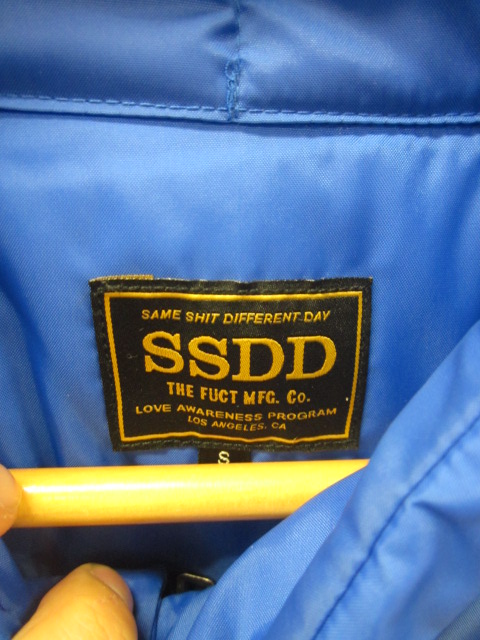 SAME SHIT DIFFERENT DAY
SSDD
THE FUCT MFG. Co.
LOVE AWARENESS PROGRAM
LOS ANGELES, CA
S